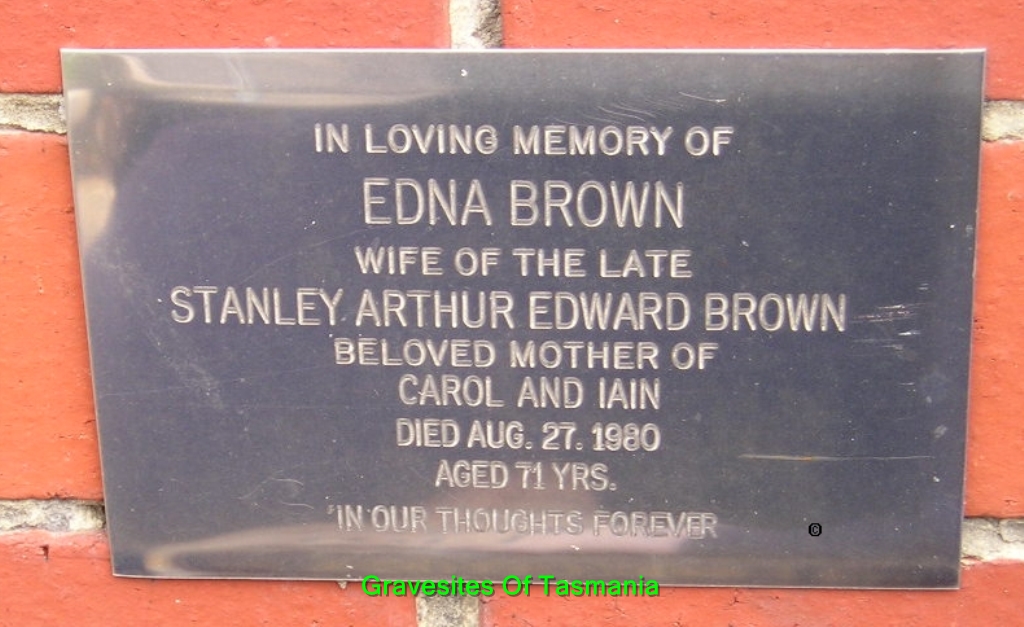 IN LOVING MEMORY OF
EDNA BROWN
WIFE OF THE LATE
STANLEY ARTHUR EDWARD BROWN
BELOVED MOTHER OF
CAROL AND IAIN
DIED AUG. 27. 1980
AGED 71 YRS.
'IN OUR THOUGHTS FOREVER
©
Gravesites Of Tasmania